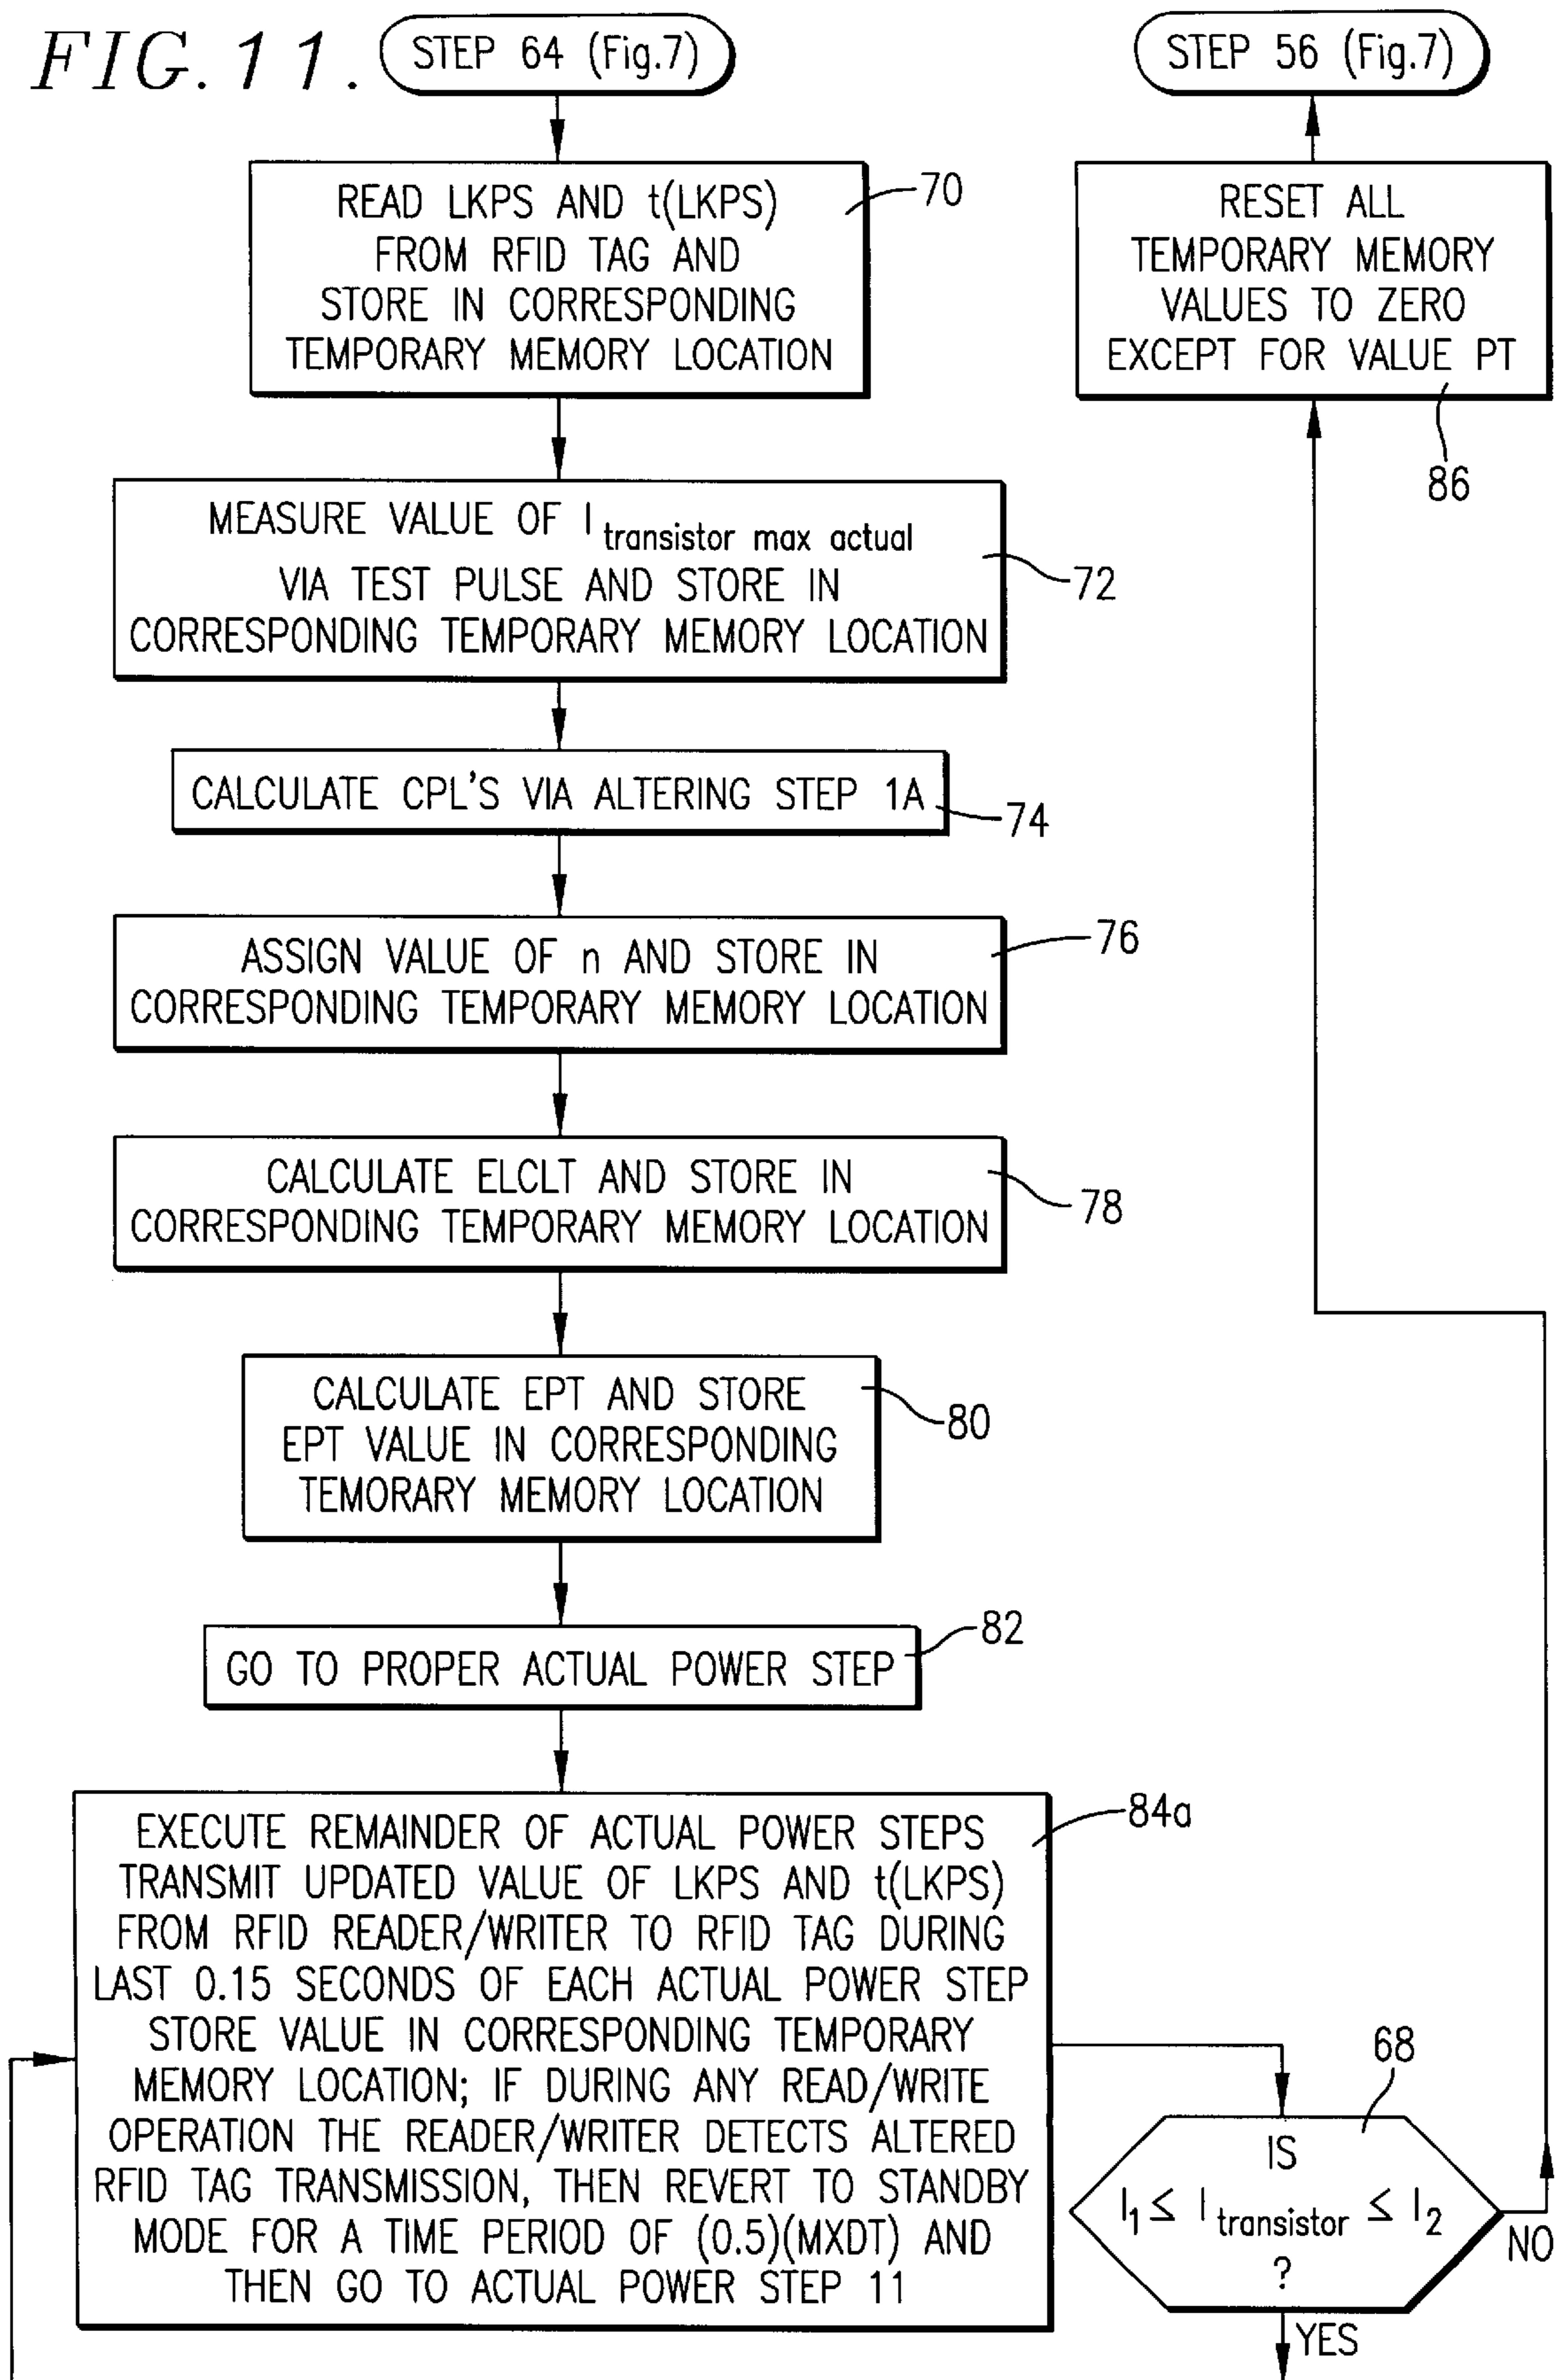 FIG. 11.
STEP 64 (Fig.7)
READ LKPS AND t(LKPS)
FROM RFID TAG AND
STORE IN CORRESPONDING
TEMPORARY MEMORY LOCATION
70
MEASURE VALUE OF I transistor max actual
VIA TEST PULSE AND STORE IN
CORRESPONDING TEMPORARY MEMORY LOCATION
72
CALCULATE CPL'S VIA ALTERING STEP 1A
74
ASSIGN VALUE OF n AND STORE IN
CORRESPONDING TEMPORARY MEMORY LOCATION
76
CALCULATE ELCLT AND STORE IN
CORRESPONDING TEMPORARY MEMORY LOCATION
78
CALCULATE EPT AND STORE
EPT VALUE IN CORRESPONDING
TEMORARY MEMORY LOCATION
80
GO TO PROPER ACTUAL POWER STEP
82
EXECUTE REMAINDER OF ACTUAL POWER STEPS
TRANSMIT UPDATED VALUE OF LKPS AND t(LKPS)
FROM RFID READER/WRITER TO RFID TAG DURING
LAST 0.15 SECONDS OF EACH ACTUAL POWER STEP
STORE VALUE IN CORRESPONDING TEMPORARY
MEMORY LOCATION; IF DURING ANY READ/WRITE
OPERATION THE READER/WRITER DETECTS ALTERED
RFID TAG TRANSMISSION, THEN REVERT TO STANDBY
MODE FOR A TIME PERIOD OF (0.5)(MXDT) AND
THEN GO TO ACTUAL POWER STEP 11
84a
68
IS
I1 ≤ I transistor ≤ I2
?
NO
YES
RESET ALL
TEMPORARY MEMORY
VALUES TO ZERO
EXCEPT FOR VALUE PT
86
STEP 56 (Fig.7)